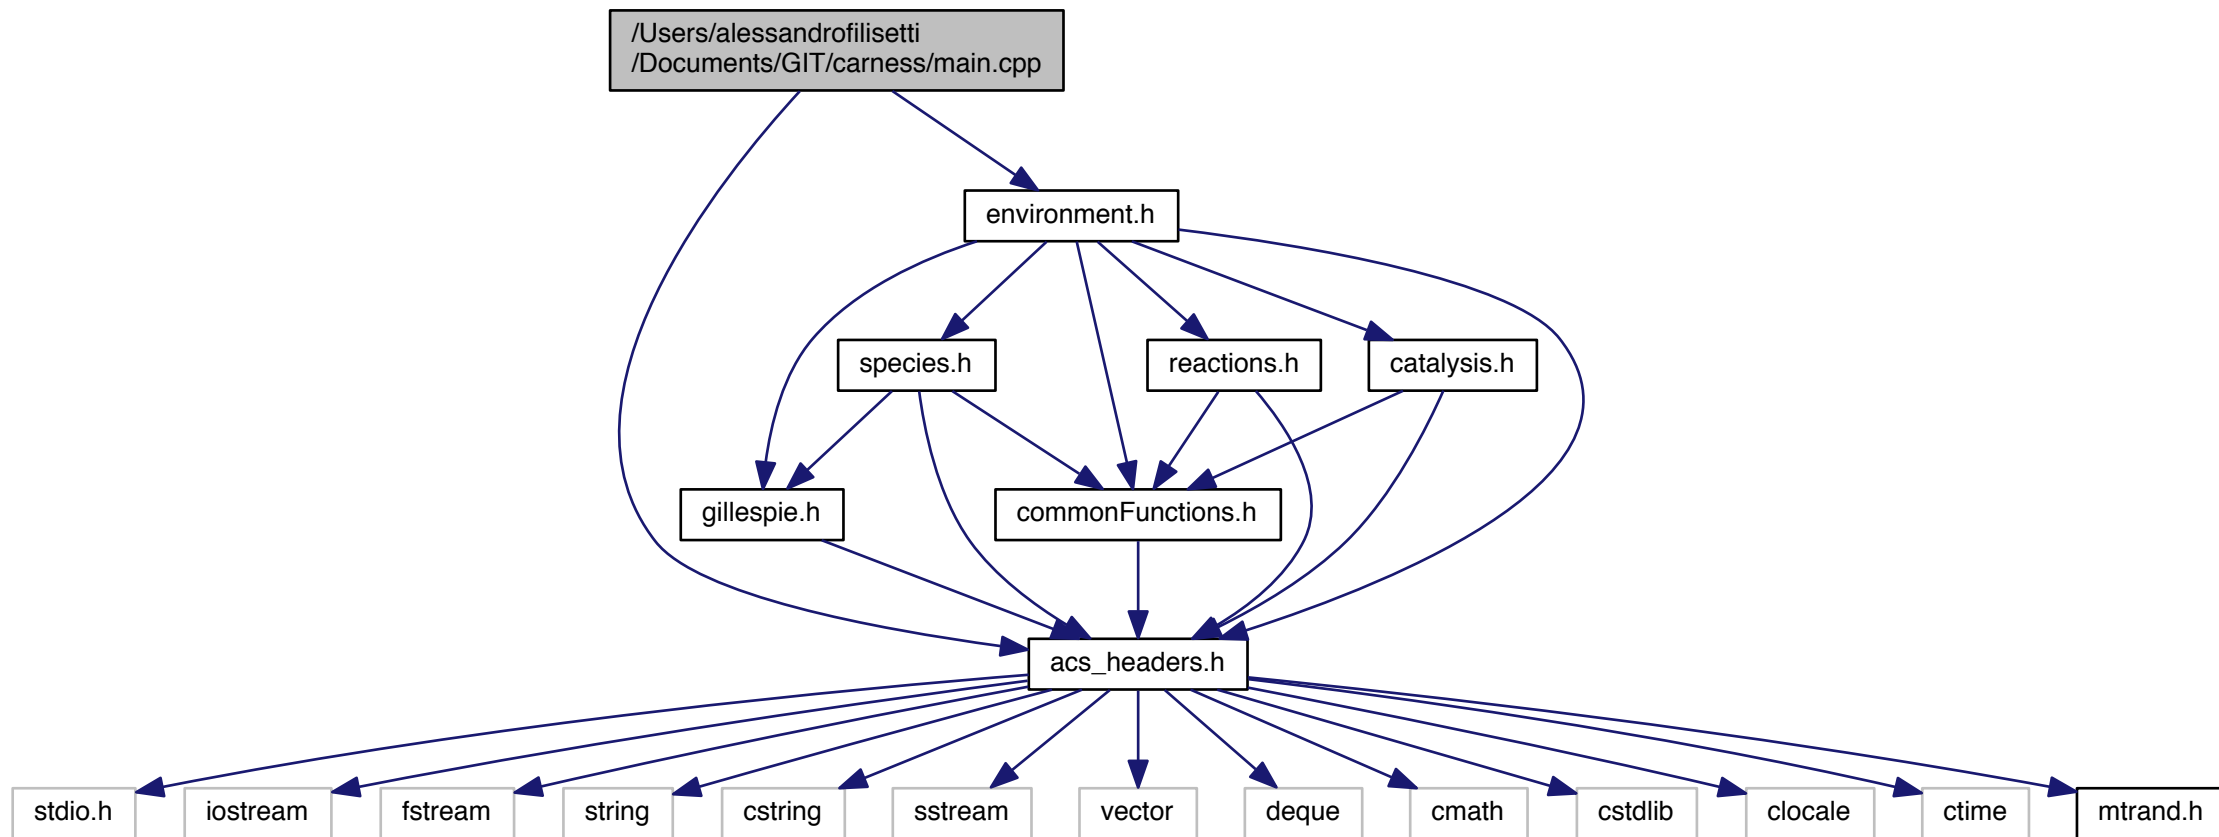 /Users/alessandrofilisetti
/Documents/GIT/carness/main.cpp
environment.h
species.h
reactions.h
catalysis.h
gillespie.h
commonFunctions.h
acs_headers.h
stdio.h
iostream
fstream
string
cstring
sstream
vector
deque
cmath
cstdlib
clocale
ctime
mtrand.h